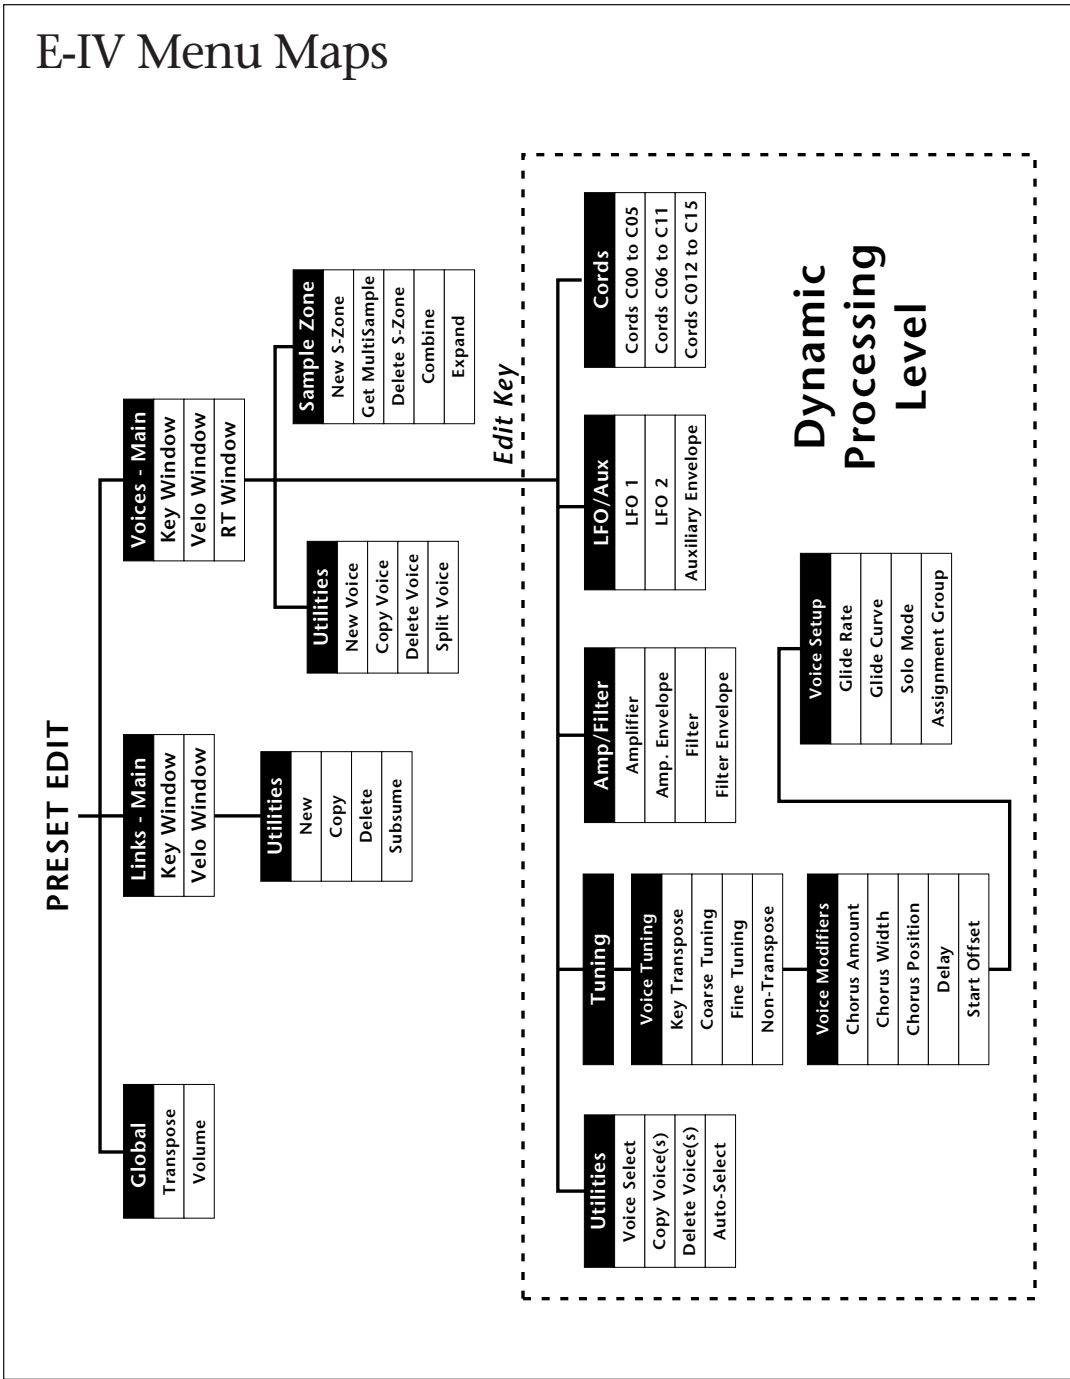 E-IV Menu Maps
PRESET EDIT
Global
Transpose
Volume
Links - Main
Key Window
Velo Window
Utilities
New
Copy
Delete
Subsume
Voices - Main
Key Window
Velo Window
RT Window
Utilities
New Voice
Copy Voice
Delete Voice
Split Voice
Sample Zone
New S-Zone
Get MultiSample
Delete S-Zone
Combine
Expand
Edit Key
Utilities
Voice Select
Copy Voice(s)
Delete Voice(s)
Auto-Select
Tuning
Voice Tuning
Key Transpose
Coarse Tuning
Fine Tuning
Non-Transpose
Voice Modifiers
Chorus Amount
Chorus Width
Chorus Position
Delay
Start Offset
Voice Setup
Glide Rate
Glide Curve
Solo Mode
Assignment Group
Amp/Filter
Amplifier
Amp. Envelope
Filter
Filter Envelope
LFO/Aux
LFO 1
LFO 2
Auxiliary Envelope
Cords
Cords C00 to C05
Cords C06 to C11
Cords C012 to C15
Dynamic
Processing
Level